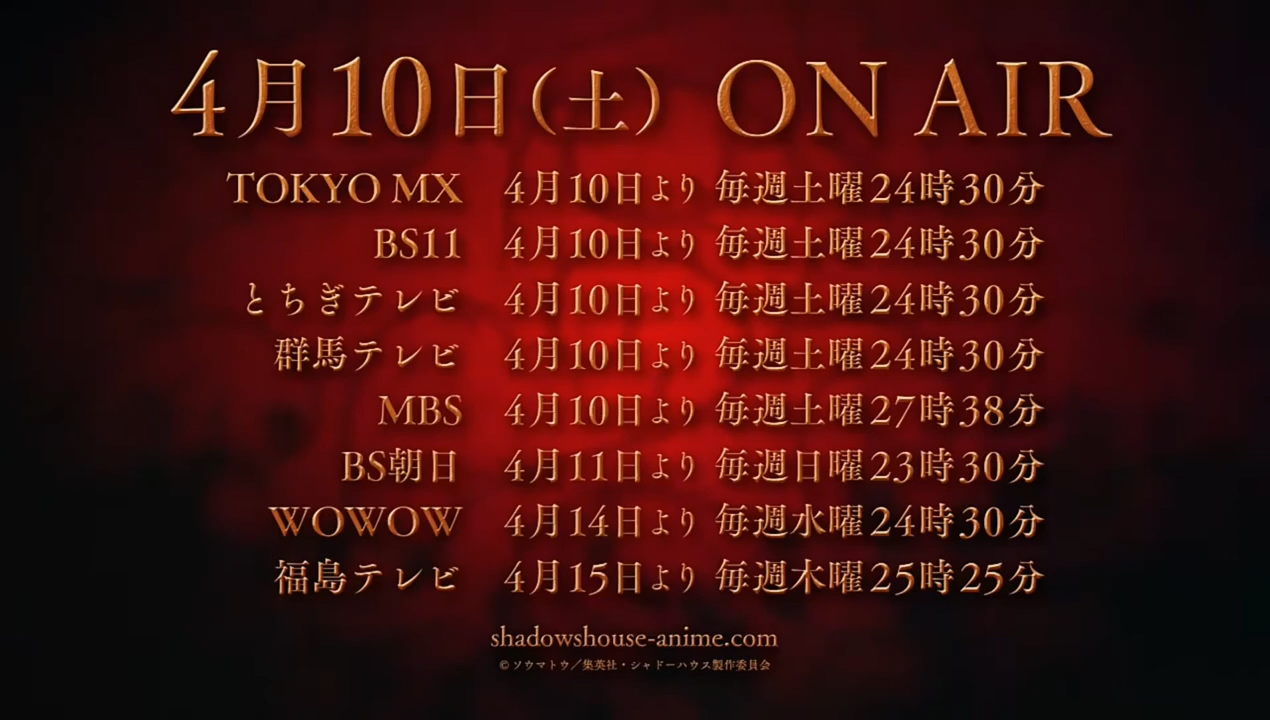 4月10日(土) ON AIR
TOKYO MX 4月10日より 毎週土曜24時30分
BS11 4月10日より 毎週土曜24時30分
とちぎテレビ 4月10日より 毎週土曜24時30分
群馬テレビ 4月10日より 毎週土曜24時30分
MBS 4月10日より 毎週土曜27時38分
BS朝日 4月11日より 毎週日曜23時30分
WOWOW 4月14日より 毎週水曜24時30分
福島テレビ 4月15日より 毎週木曜25時25分
shadowshouse-anime.com
©ソウマトウ／集英社・シャドーハウス製作委員会